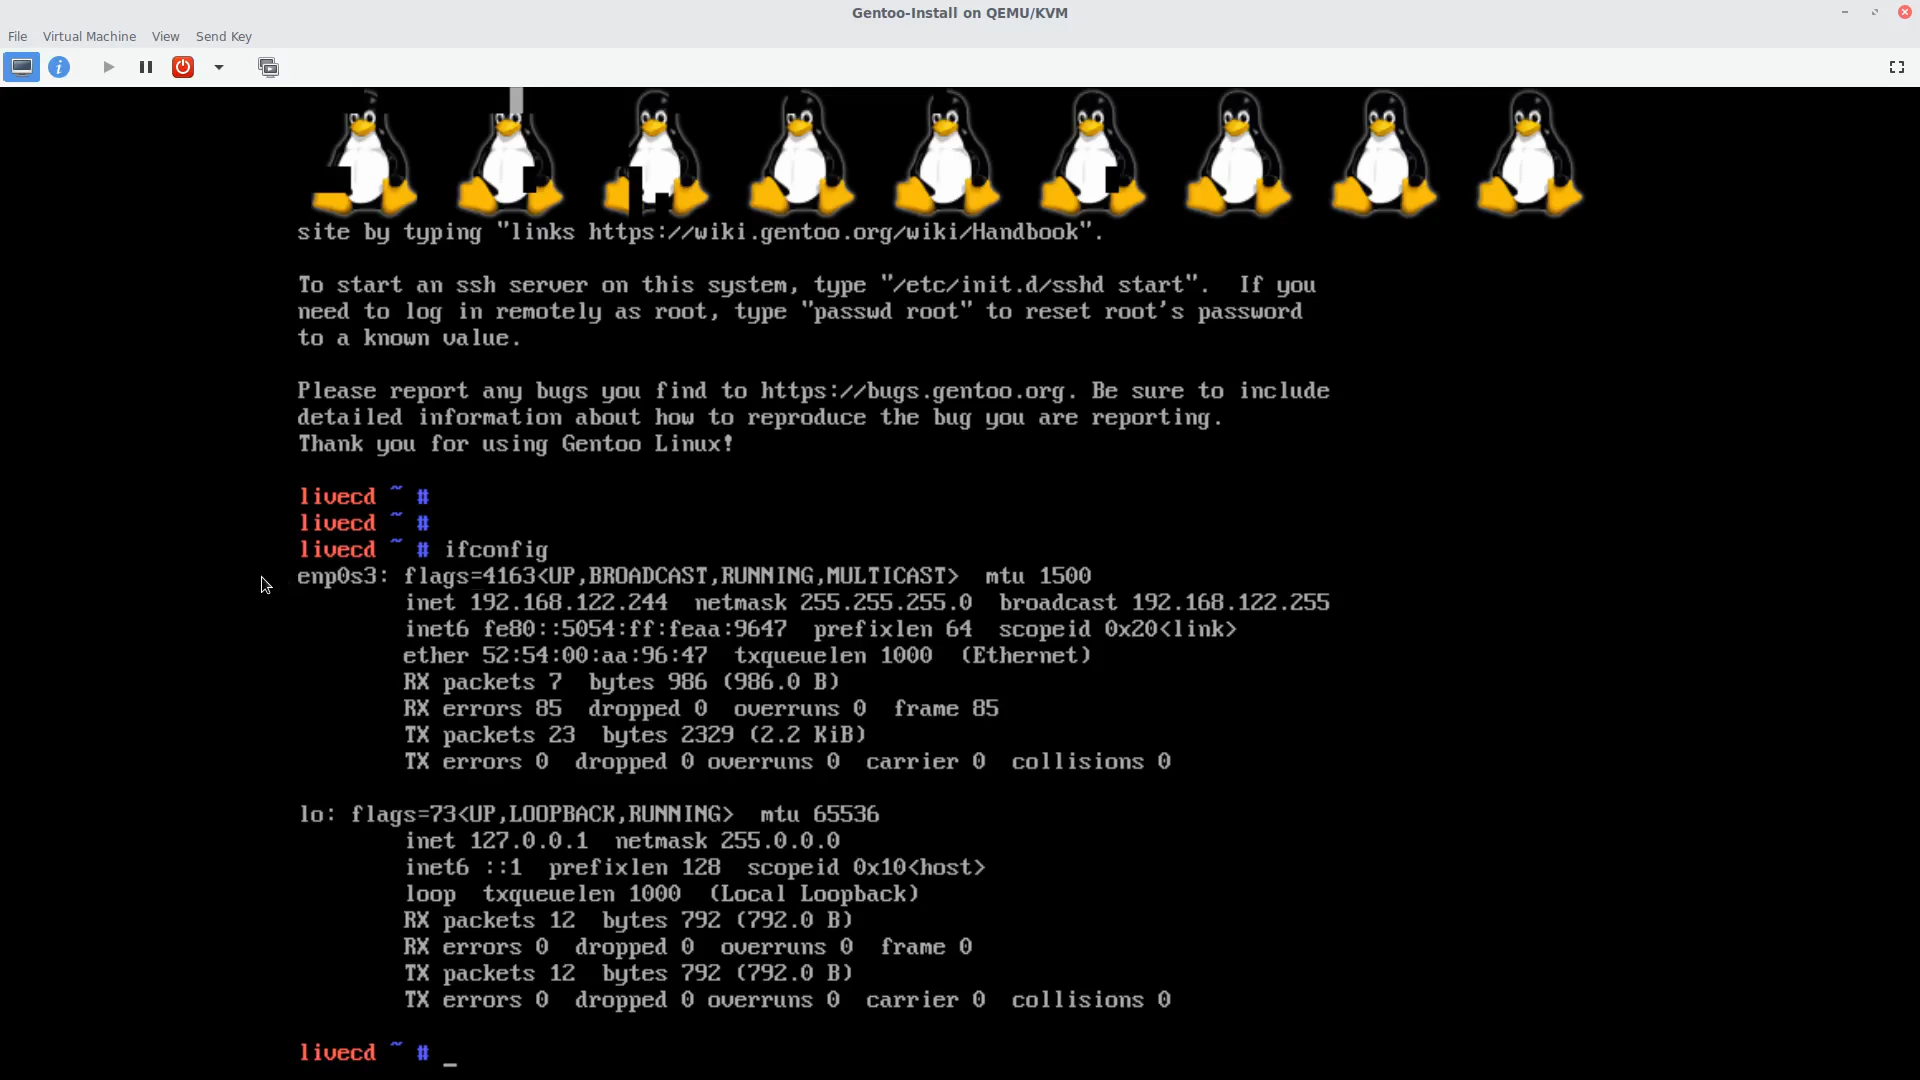 Gentoo-Install on QEMU/KVM
File Virtual Machine View Send Key
site by typing "links https://wiki.gentoo.org/wiki/Handbook".
To start an ssh server on this system, type "/etc/init.d/sshd start".  If you
need to log in remotely as root, type "passwd root" to reset root's password
to a known value.
Please report any bugs you find to https://bugs.gentoo.org. Be sure to include
detailed information about how to reproduce the bug you are reporting.
Thank you for using Gentoo Linux!
livecd ~ #
livecd ~ #
livecd ~ # ifconfig
enp0s3: flags=4163<UP,BROADCAST,RUNNING,MULTICAST>  mtu 1500
inet 192.168.122.244  netmask 255.255.255.0  broadcast 192.168.122.255
inet6 fe80::5054:ff:feaa:9647  prefixlen 64  scopeid 0x20<link>
ether 52:54:00:aa:96:47  txqueuelen 1000  (Ethernet)
RX packets 7  bytes 986 (986.0 B)
RX errors 85  dropped 0  overruns 0  frame 85
TX packets 23  bytes 2329 (2.2 KiB)
TX errors 0  dropped 0 overruns 0  carrier 0  collisions 0
lo: flags=73<UP,LOOPBACK,RUNNING>  mtu 65536
inet 127.0.0.1  netmask 255.0.0.0
inet6 ::1  prefixlen 128  scopeid 0x10<host>
loop  txqueuelen 1000  (Local Loopback)
RX packets 12  bytes 792 (792.0 B)
RX errors 0  dropped 0  overruns 0  frame 0
TX packets 12  bytes 792 (792.0 B)
TX errors 0  dropped 0 overruns 0  carrier 0  collisions 0
livecd ~ # _